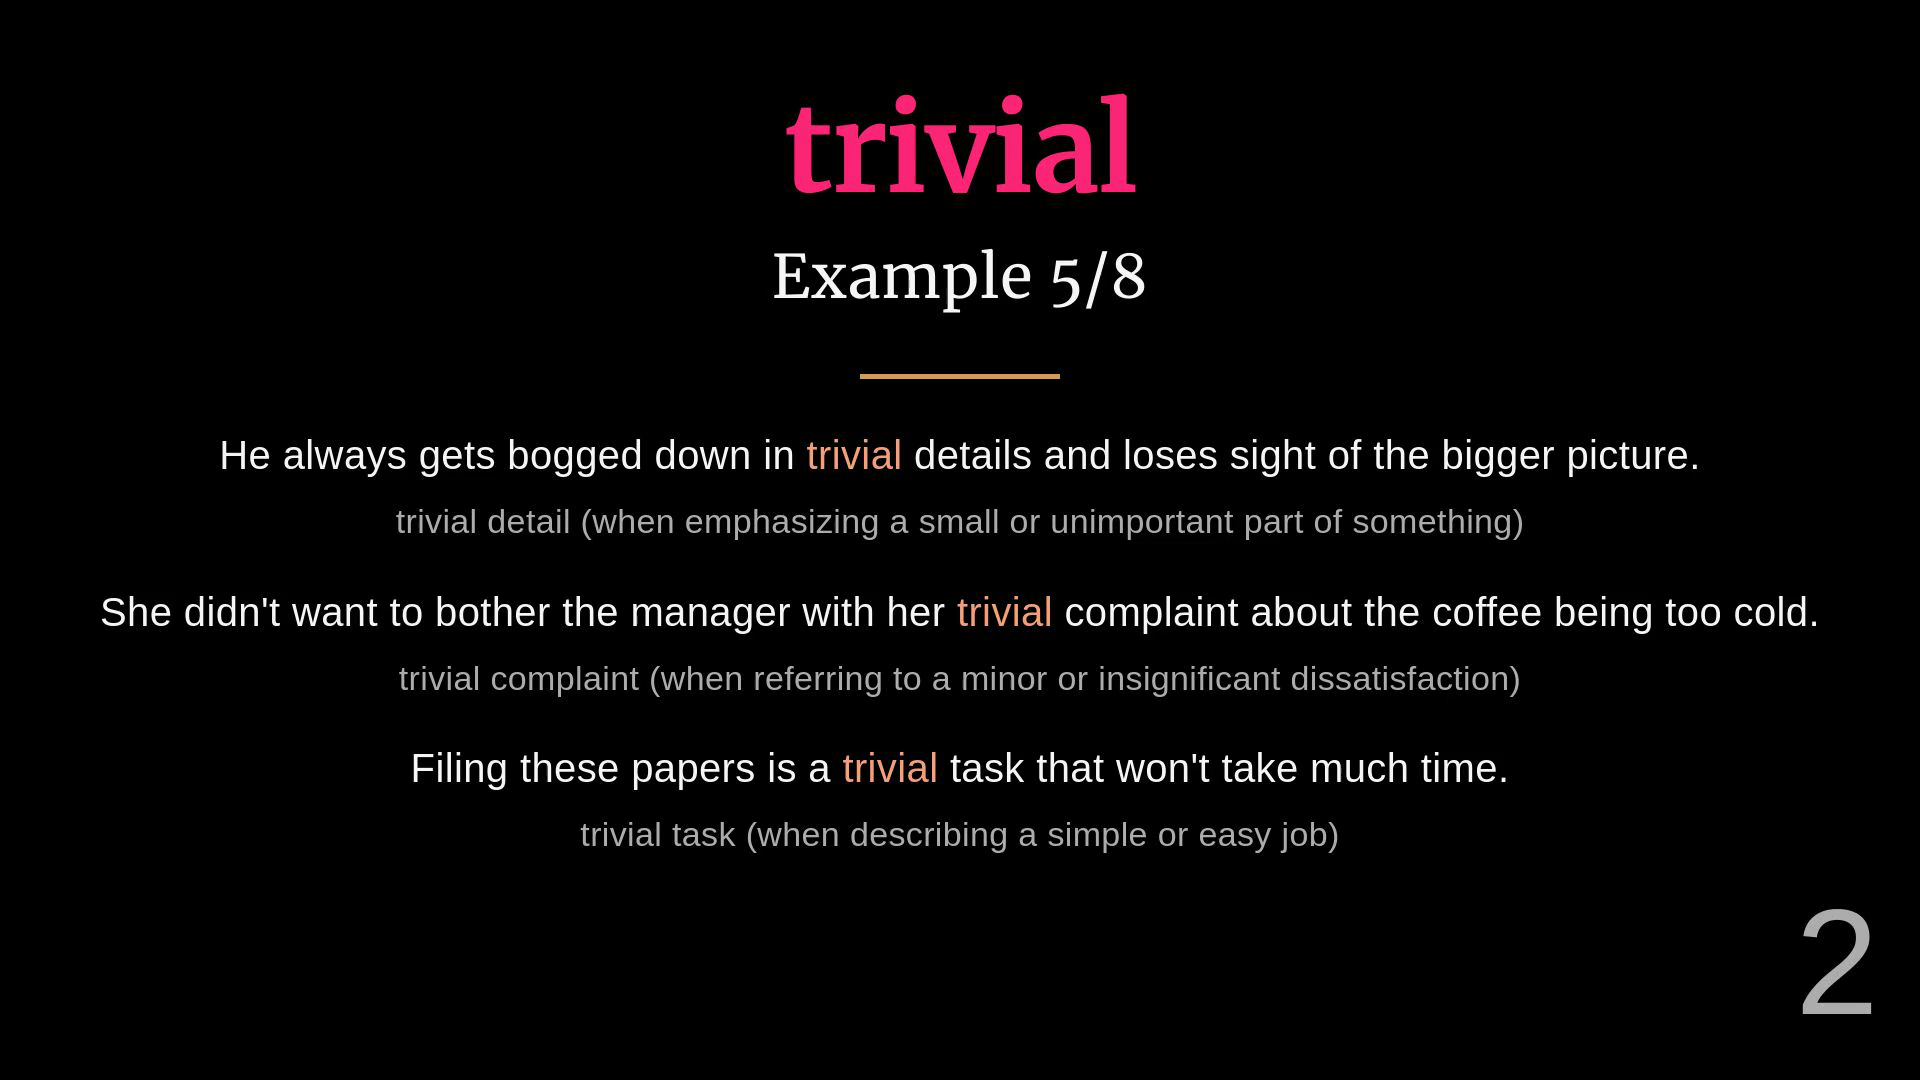 trivial
Example 5/8
He always gets bogged down in trivial details and loses sight of the bigger picture.
trivial detail (when emphasizing a small or unimportant part of something)
She didn't want to bother the manager with her trivial complaint about the coffee being too cold.
trivial complaint (when referring to a minor or insignificant dissatisfaction)
Filing these papers is a trivial task that won't take much time.
trivial task (when describing a simple or easy job)
2